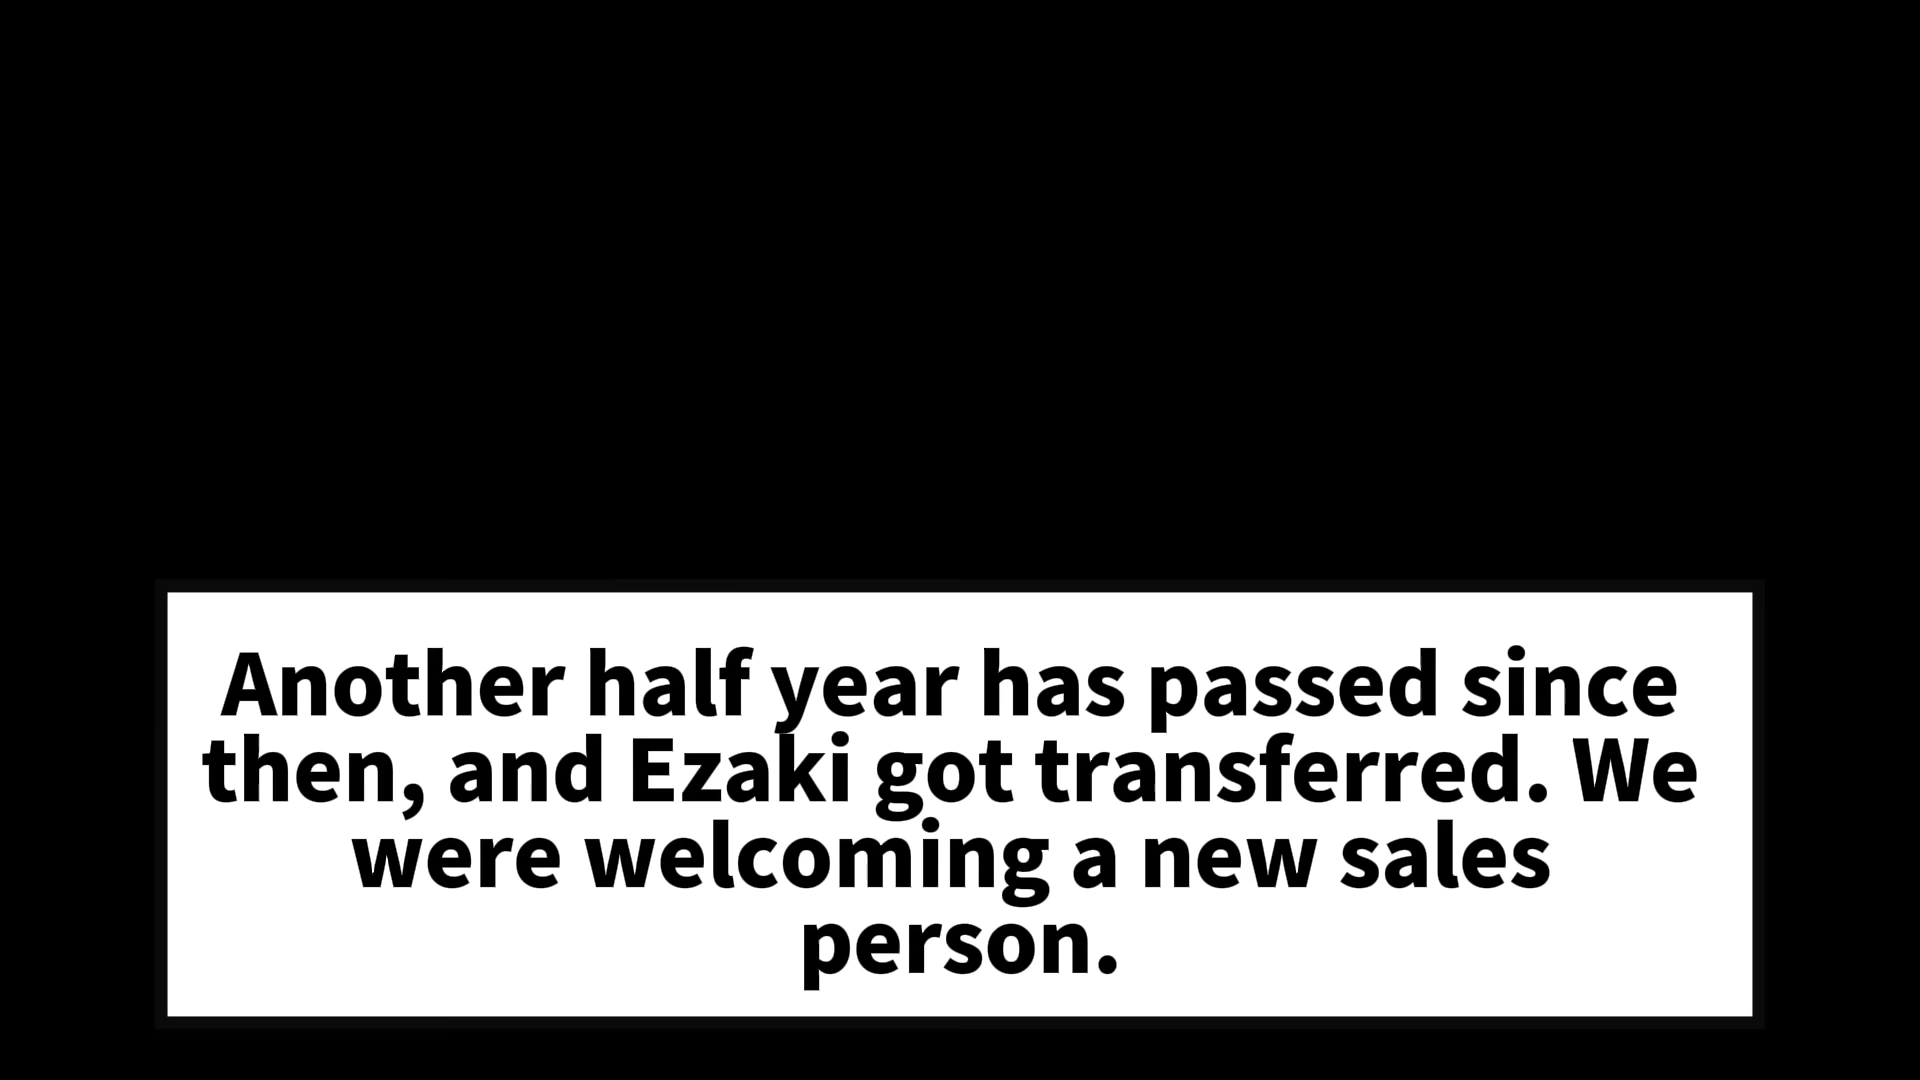 Another half year has passed since
then, and Ezaki got transferred. We
were welcoming a new sales
person.